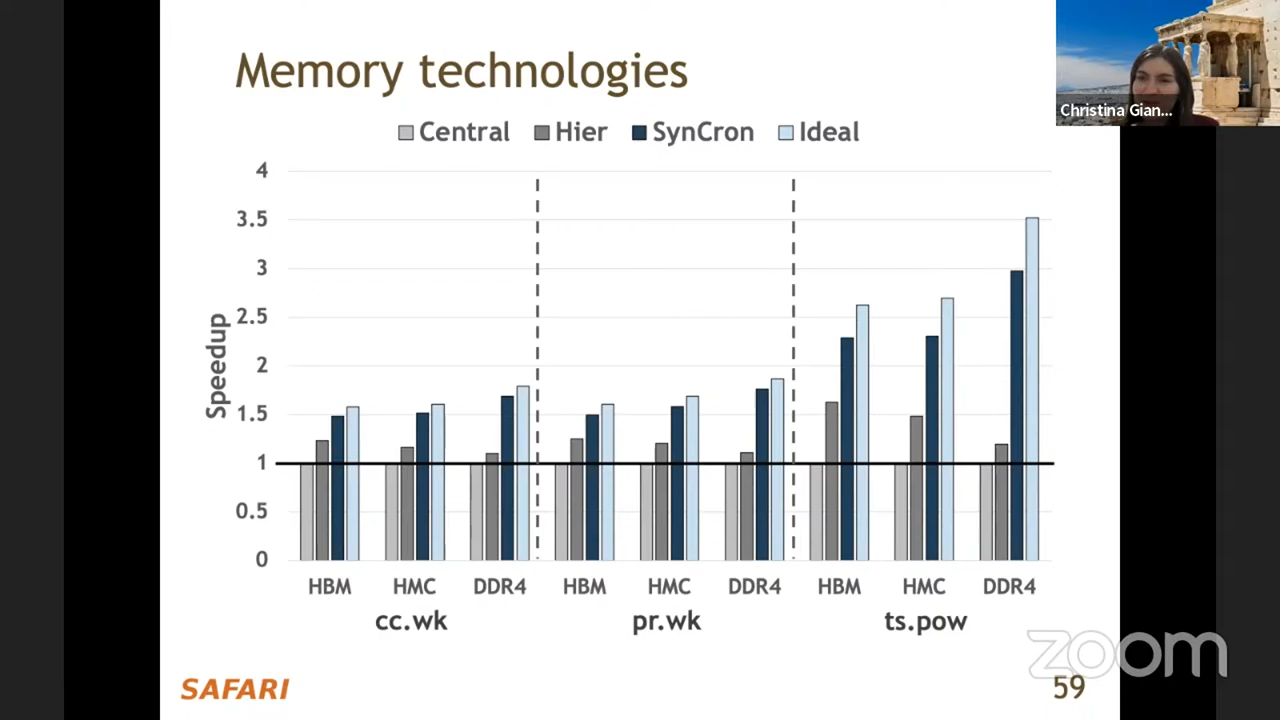 Memory technologies
Christina Gian...
Central Hier SynCron Ideal
Speedup
4
3.5
3
2.5
2
1.5
1
0.5
0
HBM HMC DDR4 HBM HMC DDR4 HBM HMC DDR4
cc.wk pr.wk ts.pow
zoom
SAFARI
59